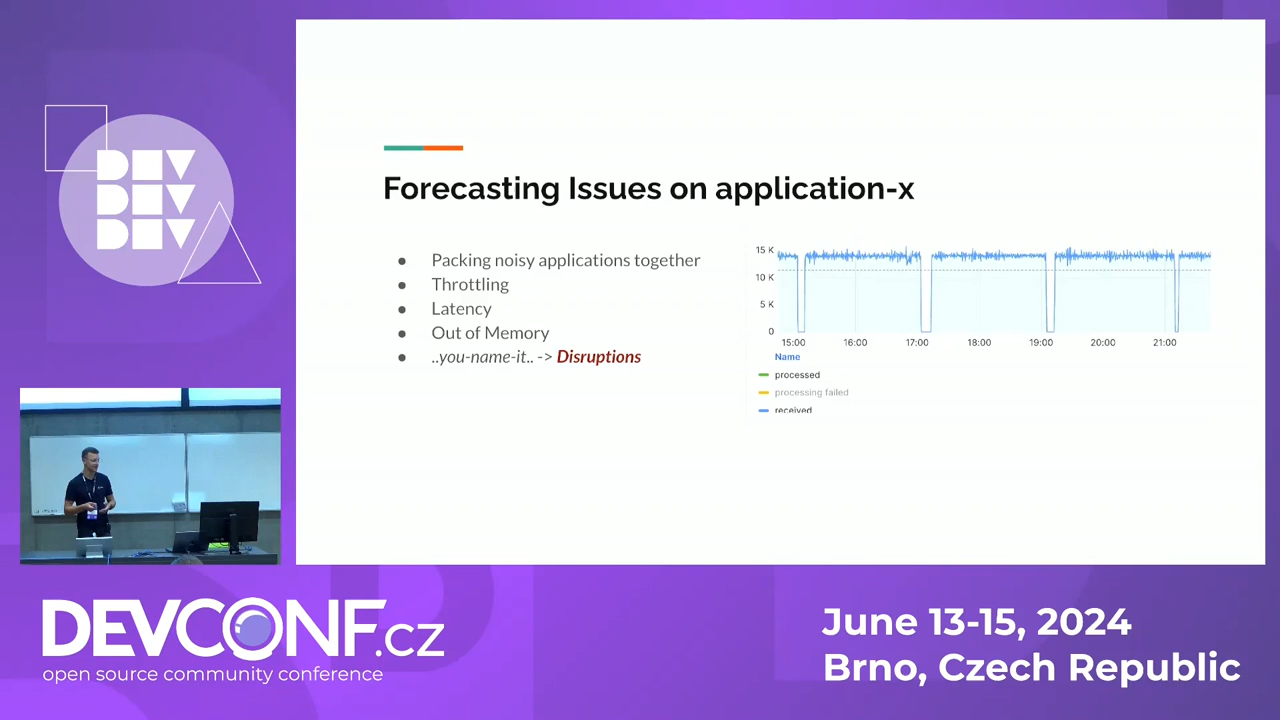 DEV
DEV
DEV
Forecasting Issues on application-x
● Packing noisy applications together
● Throttling
● Latency
● Out of Memory
● ..you-name-it.. -> Disruptions
15 K
10 K
5 K
0
15:00 16:00 17:00 18:00 19:00 20:00 21:00
Name
processed
processing failed
received
DEVCONF.cz
open source community conference
June 13-15, 2024
Brno, Czech Republic